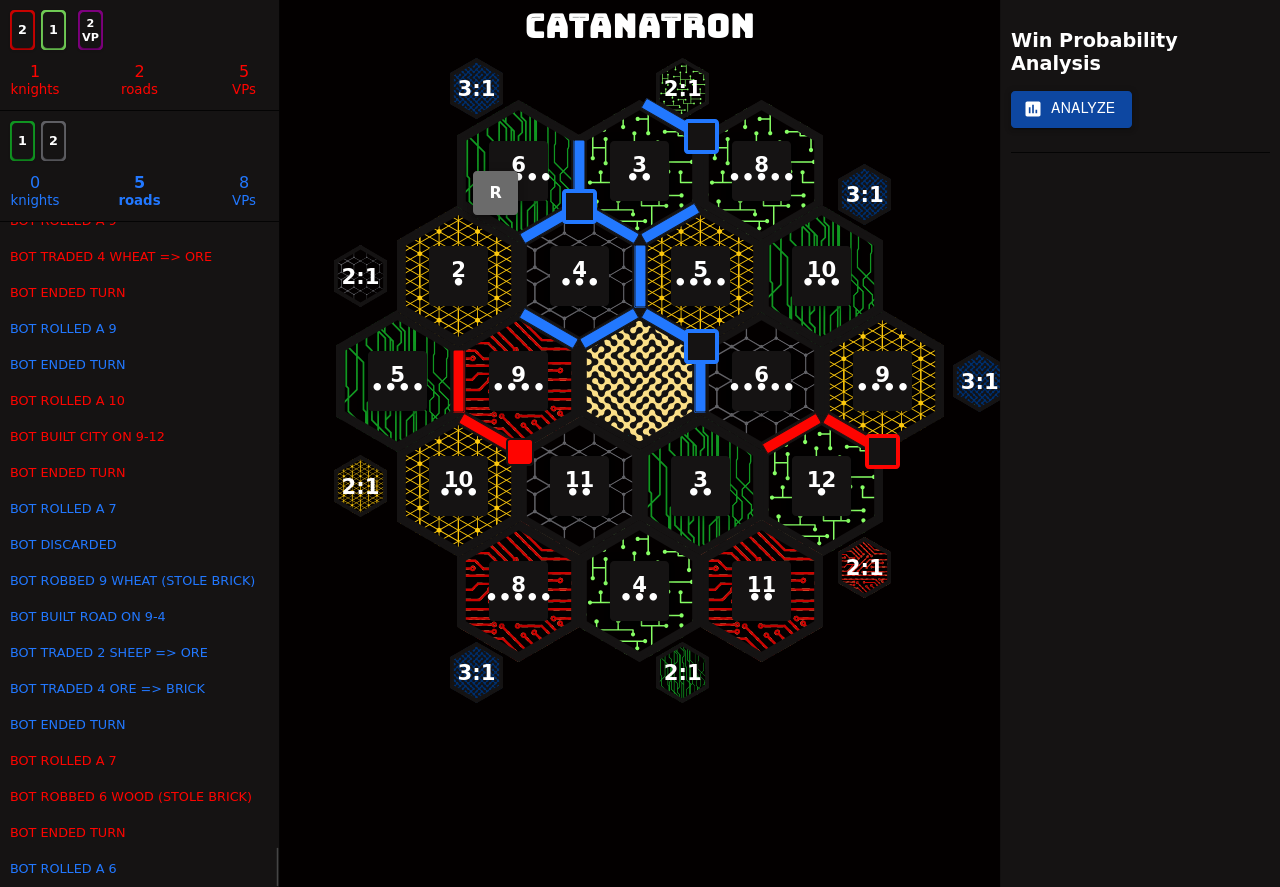 2 1 2 VP
1 2 5
knights roads VPs
1 2
0 5 8
knights roads VPs
BOT ROLLED A 9
BOT TRADED 4 WHEAT => ORE
BOT ENDED TURN
BOT ROLLED A 9
BOT ENDED TURN
BOT ROLLED A 10
BOT BUILT CITY ON 9-12
BOT ENDED TURN
BOT ROLLED A 7
BOT DISCARDED
BOT ROBBED 9 WHEAT (STOLE BRICK)
BOT BUILT ROAD ON 9-4
BOT TRADED 2 SHEEP => ORE
BOT TRADED 4 ORE => BRICK
BOT ENDED TURN
BOT ROLLED A 7
BOT ROBBED 6 WOOD (STOLE BRICK)
BOT ENDED TURN
BOT ROLLED A 6
CATANATRON
3:1 2:1
6 3 8
R
3:1
2:1 2 4 5 10
5 9 6 9 3:1
2:1 10 11 3 12
8 4 11 2:1
3:1 2:1
Win Probability
Analysis
ANALYZE